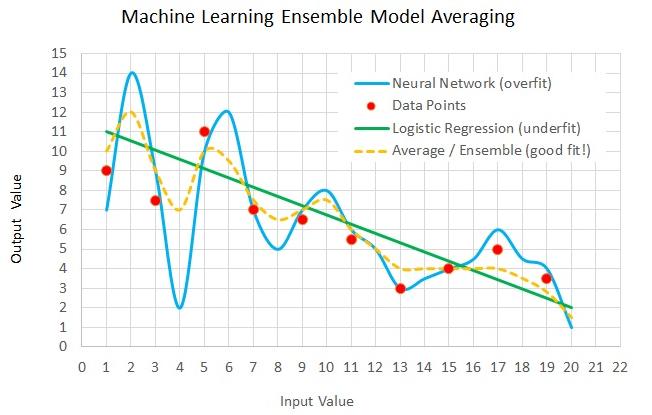 Machine Learning Ensemble Model Averaging
15
14
13
12
11
10
9
8
7
6
5
4
3
2
1
0
Output Value
Neural Network (overfit)
Data Points
Logistic Regression (underfit)
Average / Ensemble (good fit!)
0 1 2 3 4 5 6 7 8 9 10 11 12 13 14 15 16 17 18 19 20 21 22
Input Value